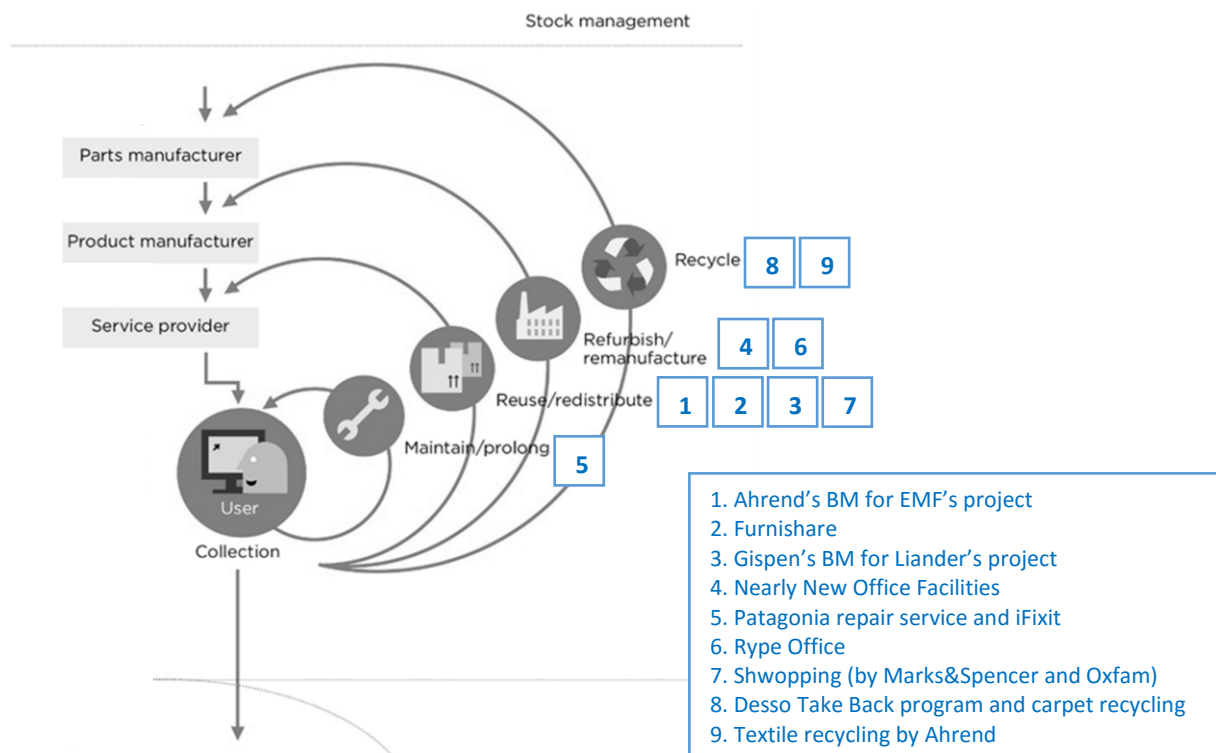 Stock management
Parts manufacturer
Product manufacturer
Recycle 8 9
Service provider
Refurbish/
remanufacture 4 6
Reuse/redistribute 1 2 3 7
Maintain/prolong 5
User
Collection
1. Ahrend’s BM for EMF’s project
2. Furnishare
3. Gispen’s BM for Liander’s project
4. Nearly New Office Facilities
5. Patagonia repair service and iFixit
6. Rype Office
7. Shwopping (by Marks&Spencer and Oxfam)
8. Desso Take Back program and carpet recycling
9. Textile recycling by Ahrend